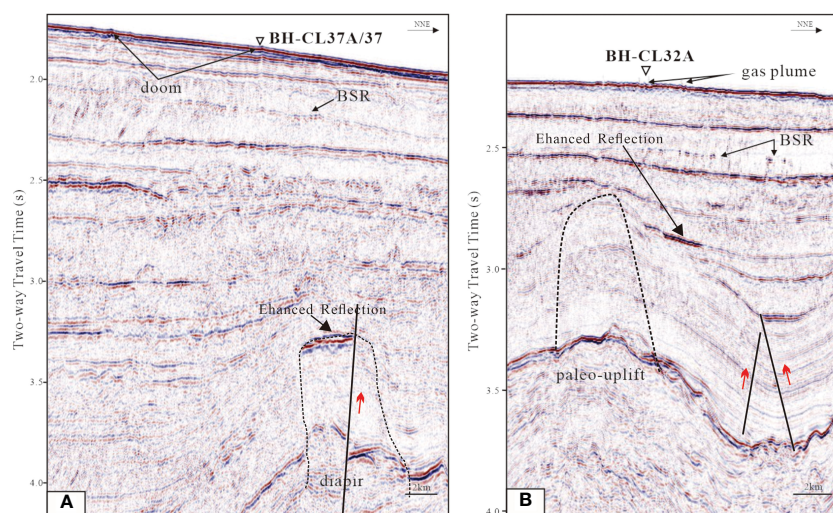 NNE
BH-CL37A/37
2.0
doom
BSR
2.5
Two-way Travel Time (s)
3.0
Ehanced Reflection
3.5
diapir
4.0
A
2km
NNE
BH-CL32A
gas plume
2.5
Ehanced Reflection
BSR
Two-way Travel Time (s)
3.0
3.5
paleo-uplift
4.0
B
2km